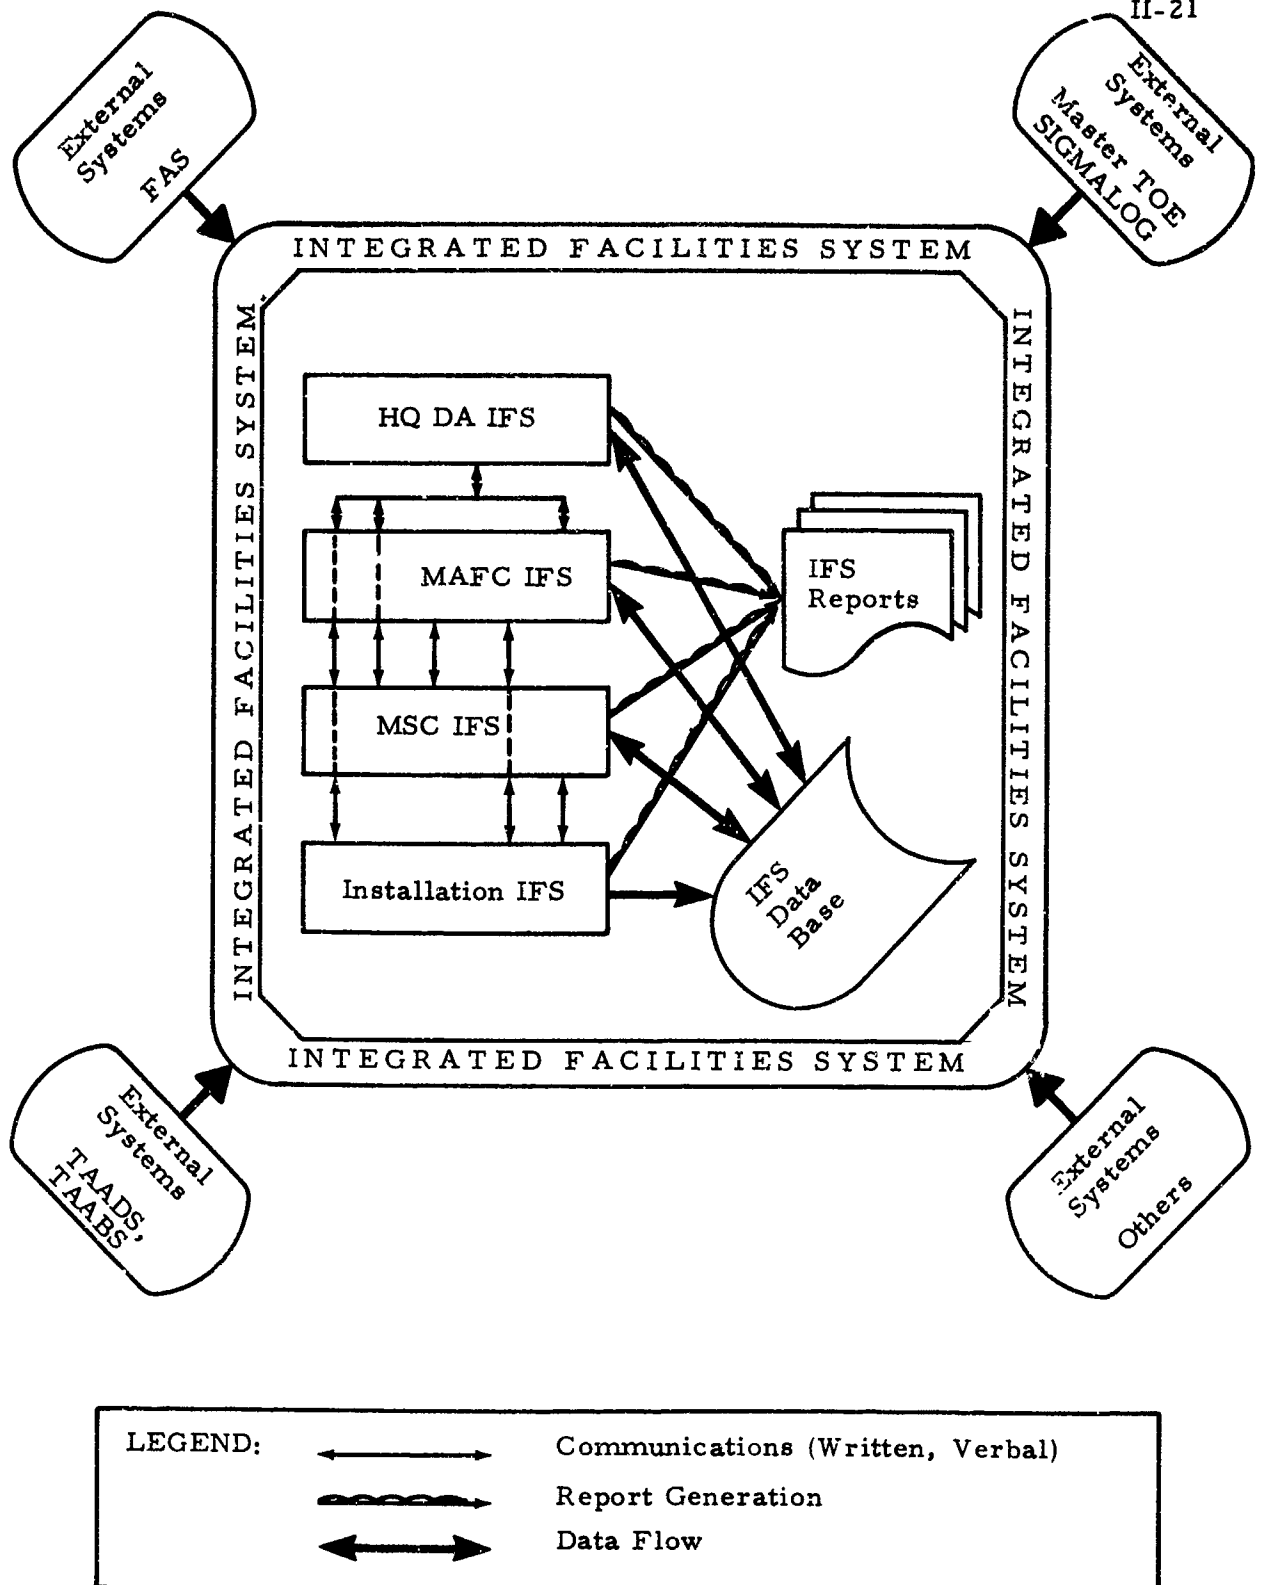 II-21
External
Systems
FAS
External
Systems
Master TOE
SIGMALOG
INTEGRATED FACILITIES SYSTEM
INTEGRATED FACILITIES SYSTEM
INTEGRATED FACILITIES SYSTEM
HQ DA IFS
MAFC IFS
IFS
Reports
MSC IFS
Installation IFS
IFS
Data
Base
INTEGRATED FACILITIES SYSTEM
External
Systems
TAADS,
TAABS
External
Systems
Others
LEGEND:
Communications (Written, Verbal)
Report Generation
Data Flow